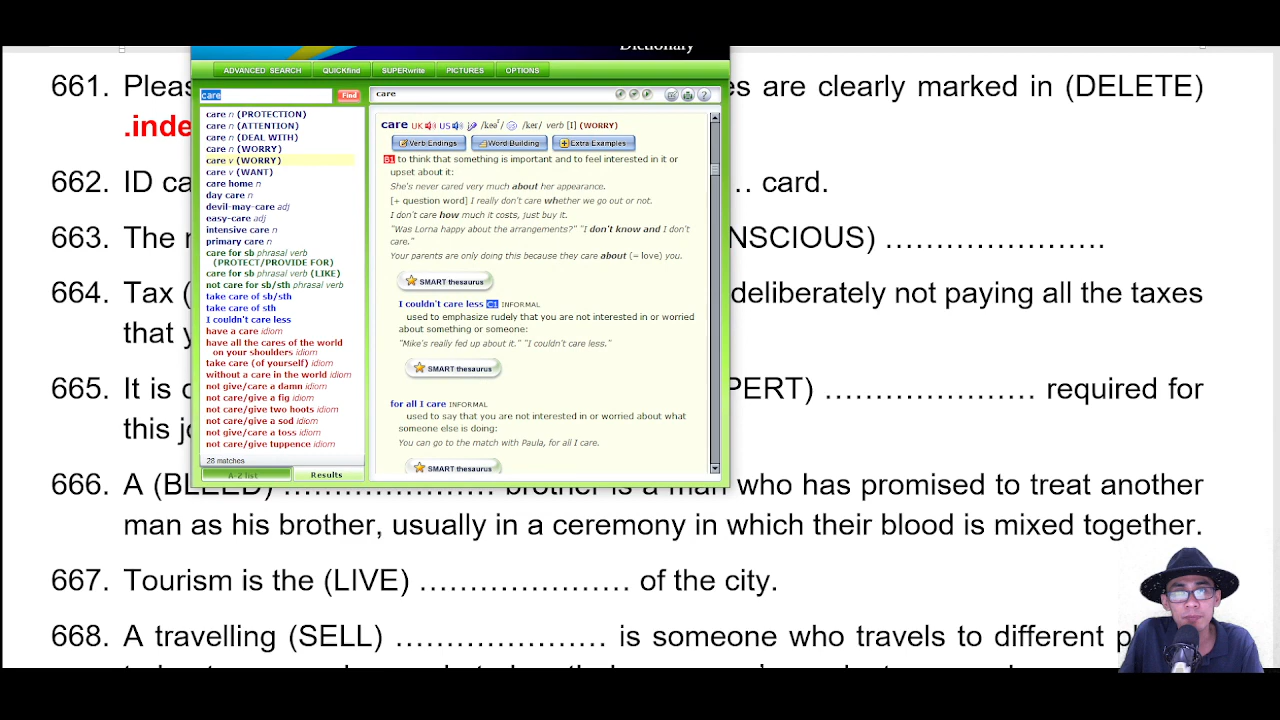 Dictionary
ADVANCED SEARCH QUICKfind SUPERwrite PICTURES OPTIONS
care Find
care n (PROTECTION)
care n (ATTENTION)
care n (DEAL WITH)
care n (WORRY)
care v (WORRY)
care v (WANT)
care home n
day care n
devil-may-care adj
easy-care adj
intensive care n
primary care n
care for sb phrasal verb
(PROTECT/PROVIDE FOR)
care for sb phrasal verb (LIKE)
not care for sb/sth phrasal verb
take care of sb/sth
take care of sth
I couldn't care less
have a care idiom
have all the cares of the world
on your shoulders idiom
take care (of yourself) idiom
without a care in the world idiom
not give/care a damn idiom
not give/care a fig idiom
not care/give two hoots idiom
not give/care a sod idiom
not give/care a toss idiom
not care/give tuppence idiom
28 matches
A-Z list Results
care
care UK US /keəʳ/ /ker/ verb [I] (WORRY)
Verb Endings Word Building Extra Examples
B1 to think that something is important and to feel interested in it or
upset about it:
She's never cared very much about her appearance.
[+ question word] I really don't care whether we go out or not.
I don't care how much it costs, just buy it.
"Was Lorna happy about the arrangements?" "I don't know and I don't
care."
Your parents are only doing this because they care about (= love) you.
SMART thesaurus
I couldn't care less C1 INFORMAL
used to emphasize rudely that you are not interested in or worried
about something or someone:
"Mike's really fed up about it." "I couldn't care less."
SMART thesaurus
for all I care INFORMAL
used to say that you are not interested in or worried about what
someone else is doing:
You can go to the match with Paula, for all I care.
SMART thesaurus
661. es are clearly marked in (DELETE)
662. ID .. card.
663. The ......................
664. Tax ( deliberately not paying all the taxes
that
665. It is ..................... required for
this
666. A (BLEED) ..................... brother is a man who has promised to treat another
man as his brother, usually in a ceremony in which their blood is mixed together.
667. Tourism is the (LIVE) ..................... of the city.
668. A travelling (SELL) ..................... is someone who travels to different